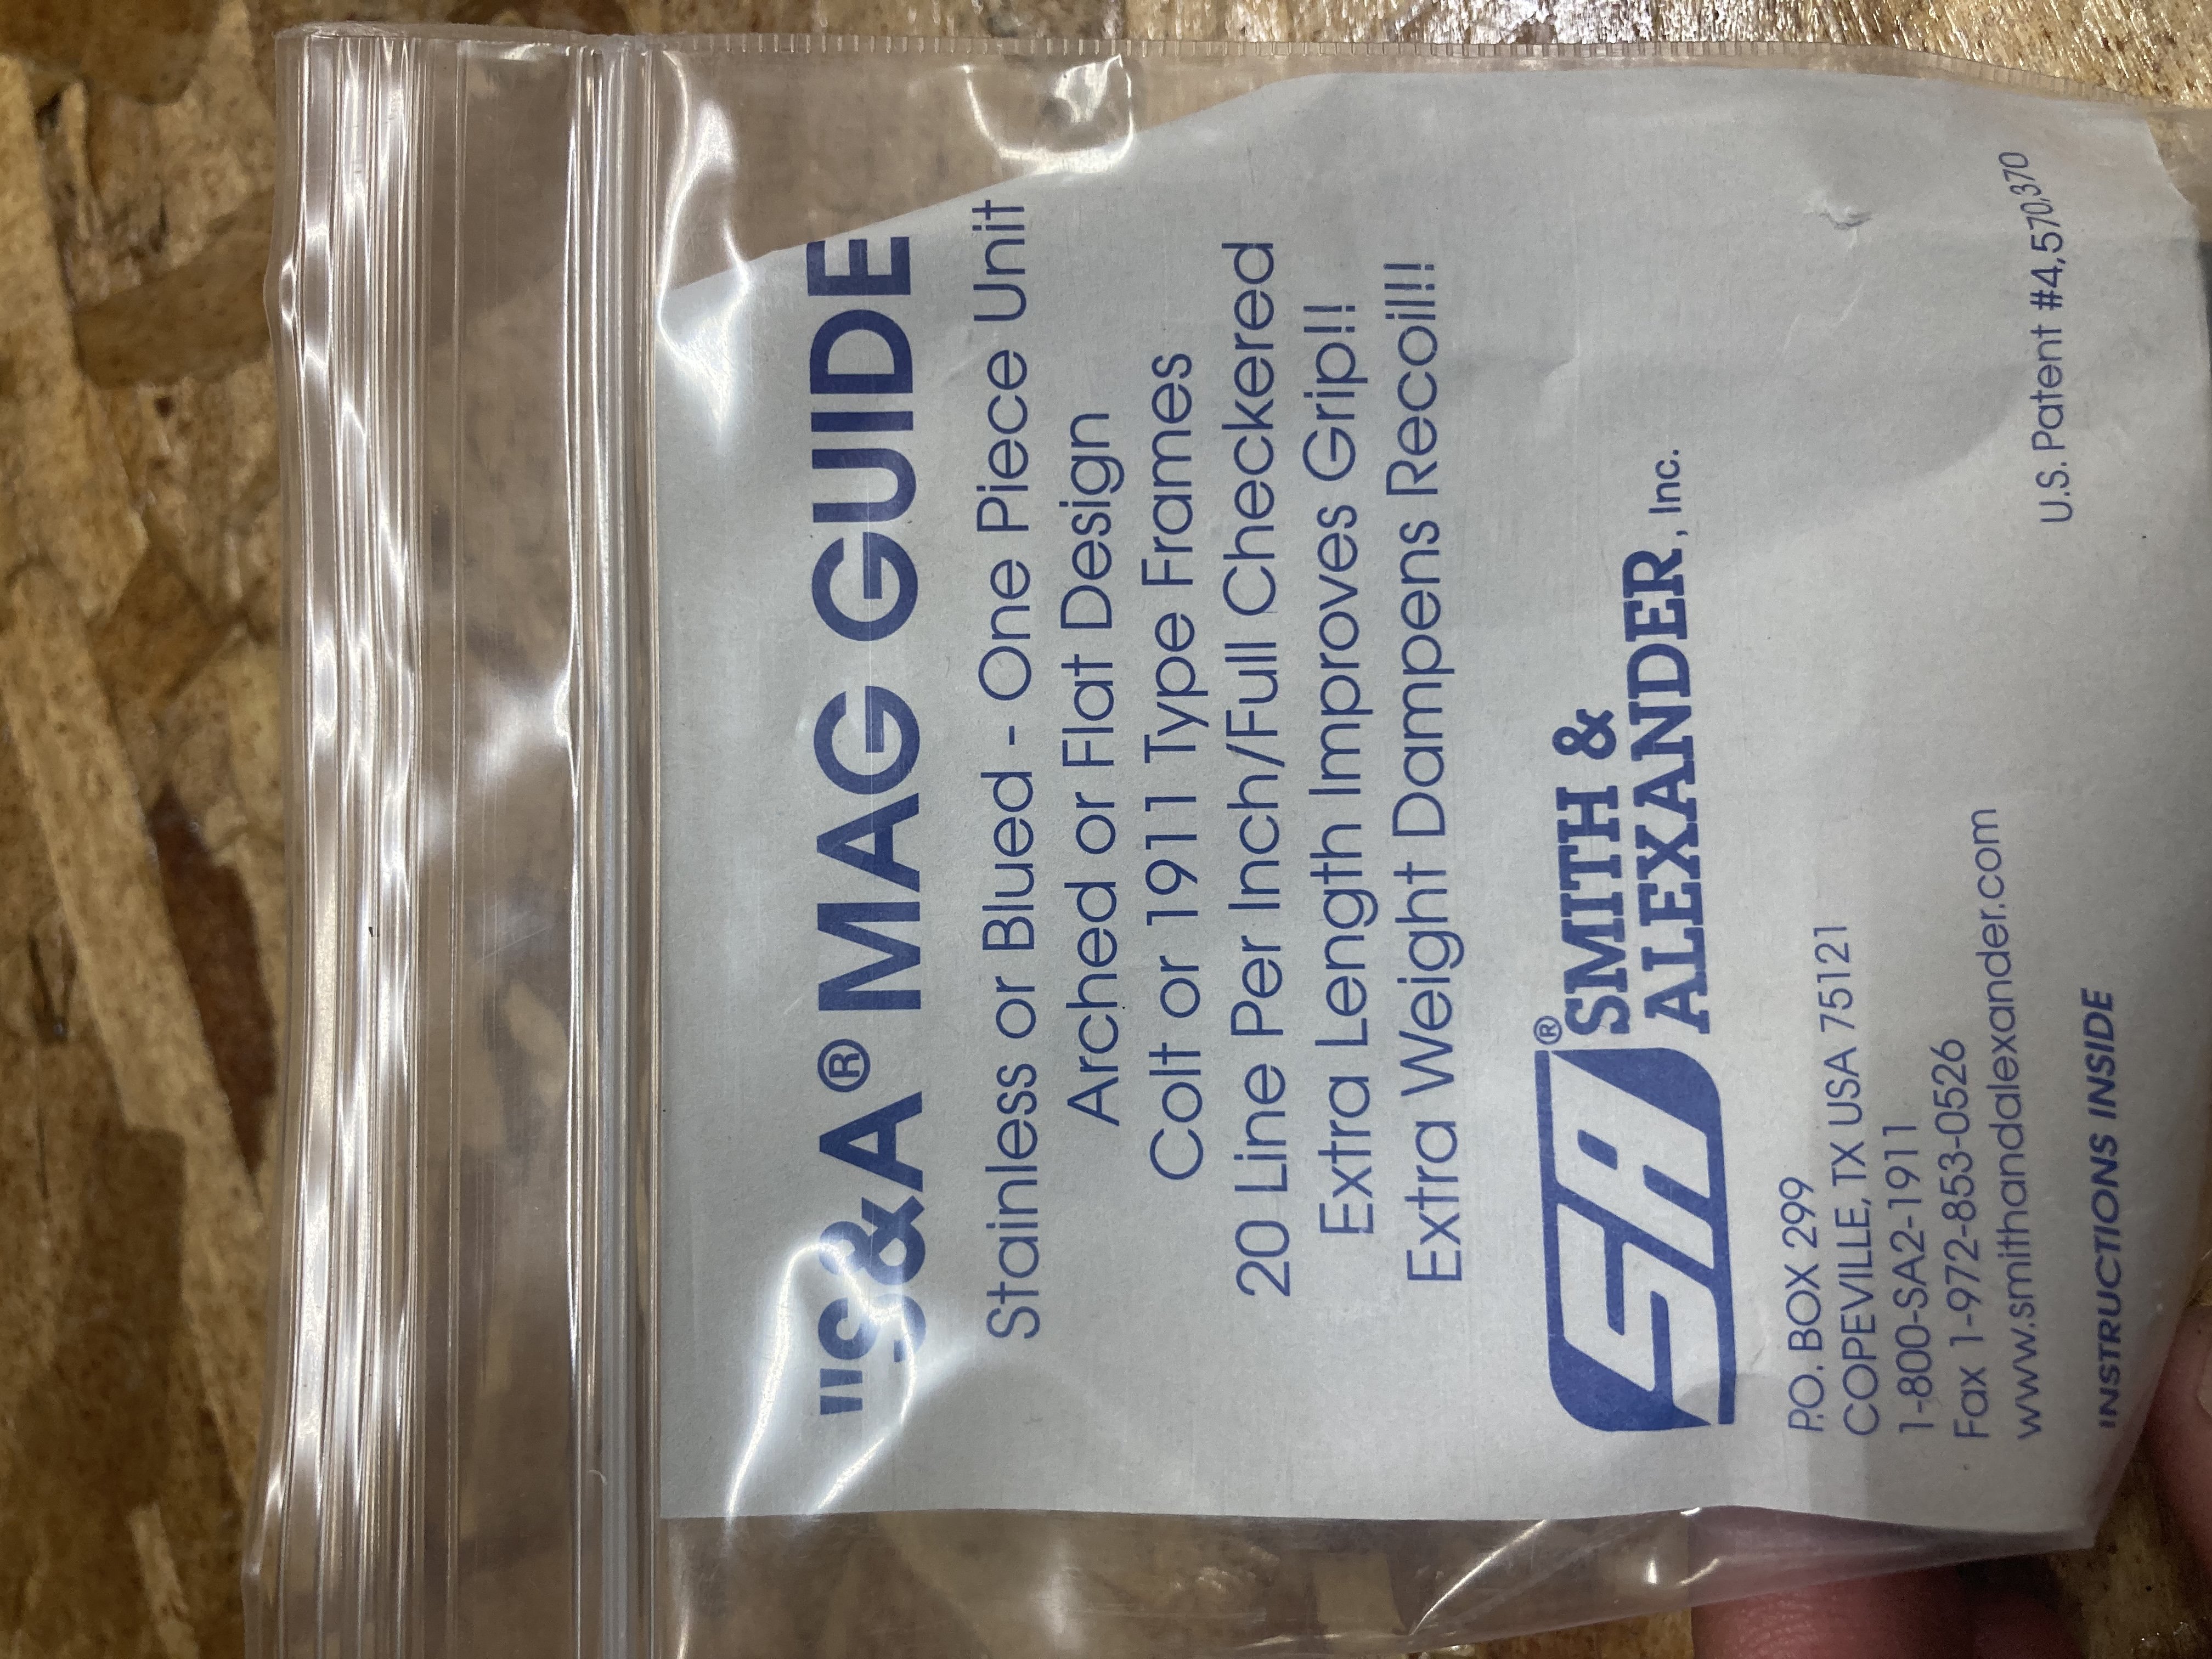 "S&A® MAG GUIDE
Stainless or Blued - One Piece Unit
Arched or Flat Design
Colt or 1911 Type Frames
20 Line Per Inch/Full Checkered
Extra Length Improves Grip!!
Extra Weight Dampens Recoil!!
SA® SMITH &
ALEXANDER, Inc.
P.O. BOX 299
COPEVILLE, TX USA 75121
1-800-SA2-1911
Fax 1-972-853-0526
www.smithandalexander.com
U.S. Patent #4,570,370
INSTRUCTIONS INSIDE